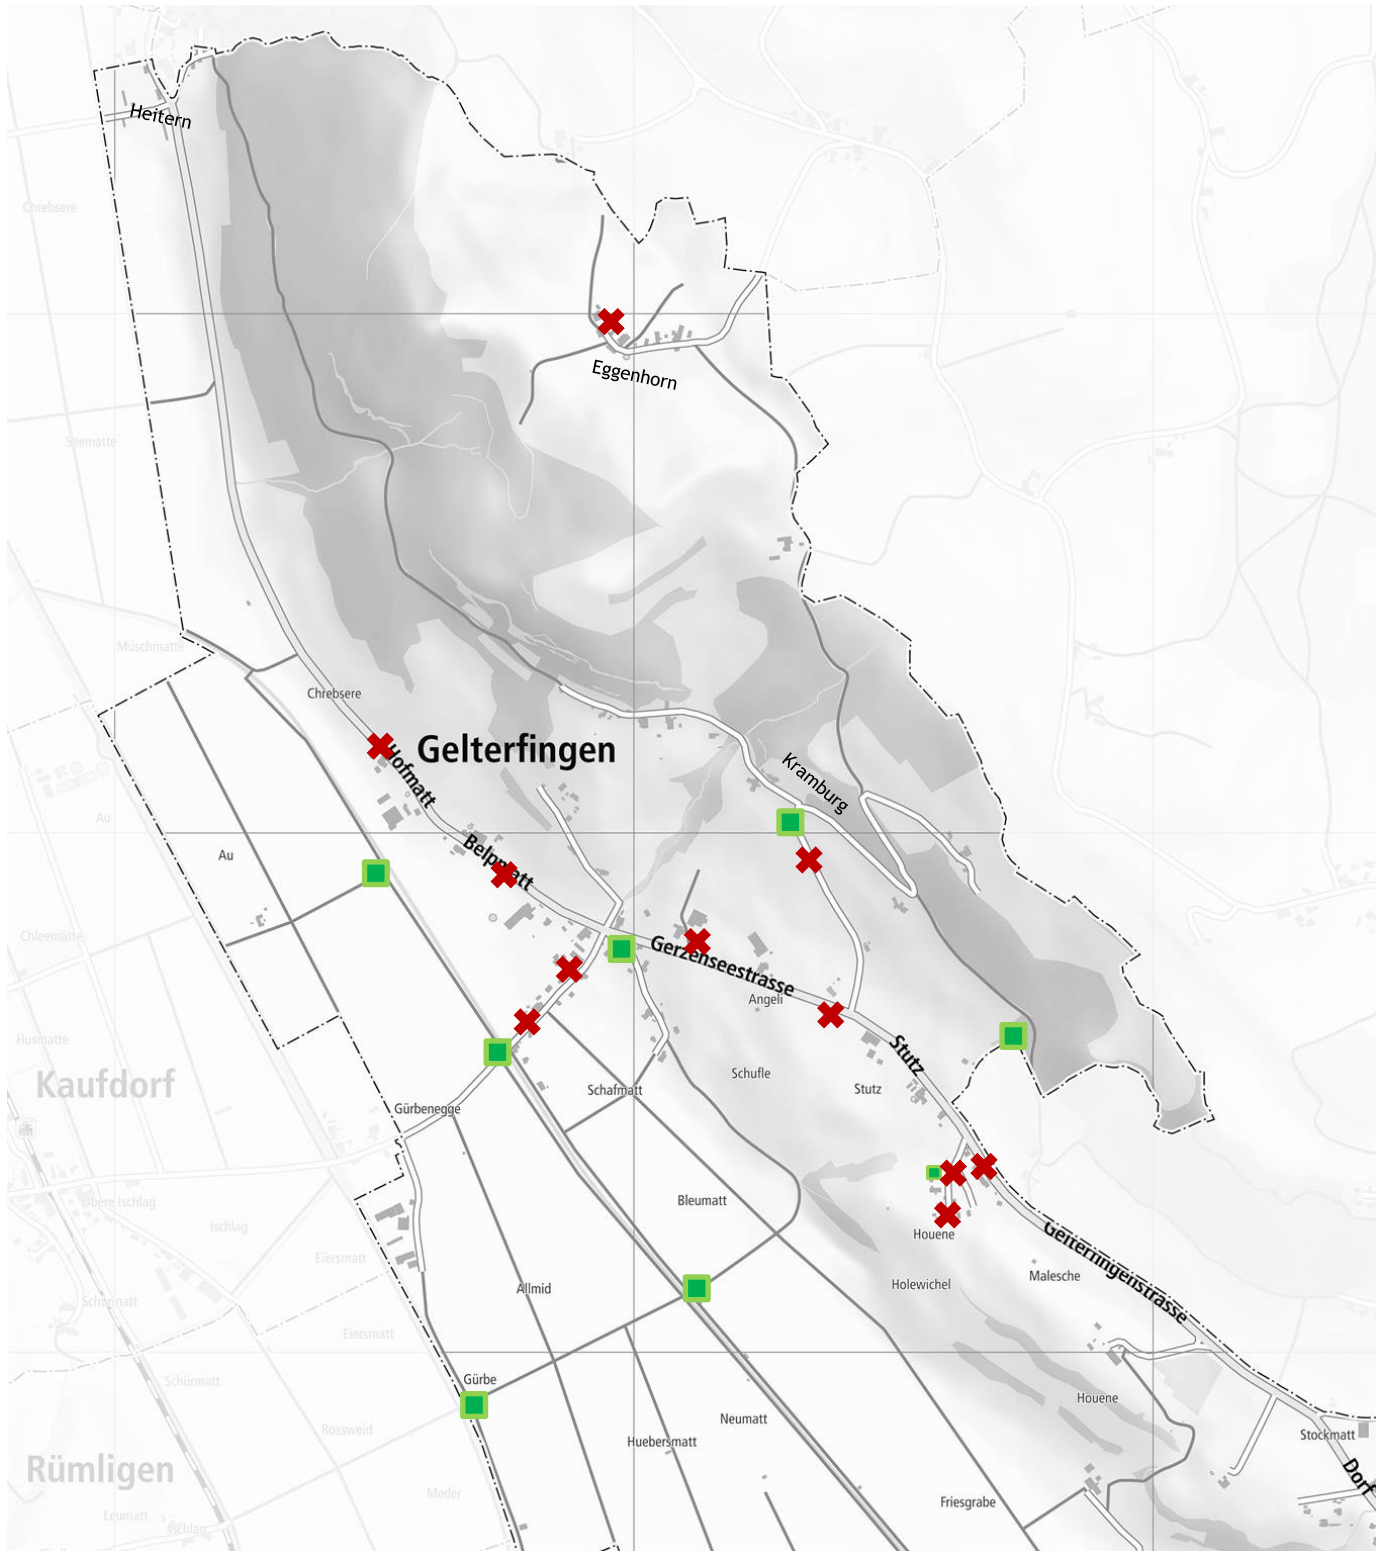 Heitern
Chrebsere
Eggenhorn
Seematte
Müschmatte
Chrebsere
Gelterfingen
Hofmatt
Kramburg
Au
Belpmatt
Au
Chleematte
Gerzenseestrasse
Angeli
Husmatte
Stutz
Kaufdorf
Schufle
Schafmatt
Stutz
Gürbenegge
Obere Ischlag
Bleumatt
Ischlag
Houene
Eiersmatt
Gelterfingenstrasse
Malesche
Holewichel
Allmid
Schürmatt
Eiersmatt
Gürbe
Schürmatt
Houene
Neumatt
Rossweid
Stockmatt
Huebersmatt
Rümligen
Dorf
Meder
Friesgrabe
Leumatt
Ischlag